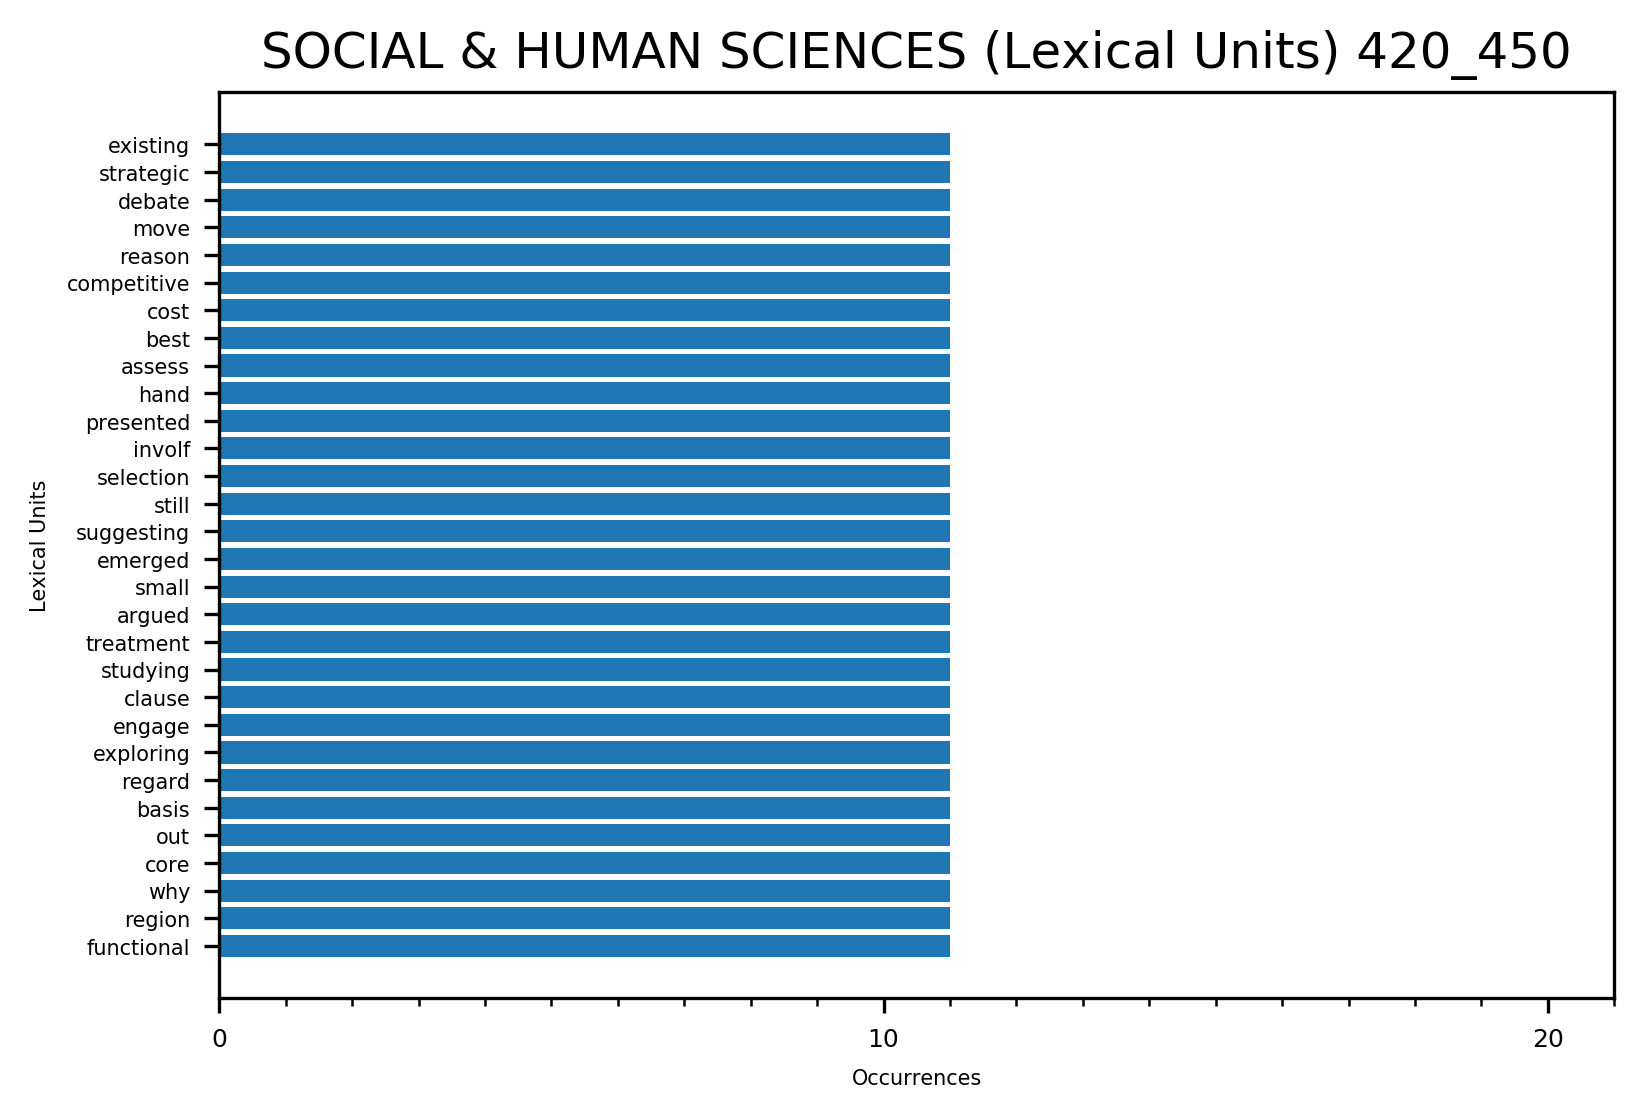 SOCIAL & HUMAN SCIENCES (Lexical Units) 420_450
existing
strategic
debate
move
reason
competitive
cost
best
assess
hand
presented
involf
selection
still
suggesting
emerged
small
argued
treatment
studying
clause
engage
exploring
regard
basis
out
core
why
region
functional
Lexical Units
0 10 20
Occurrences